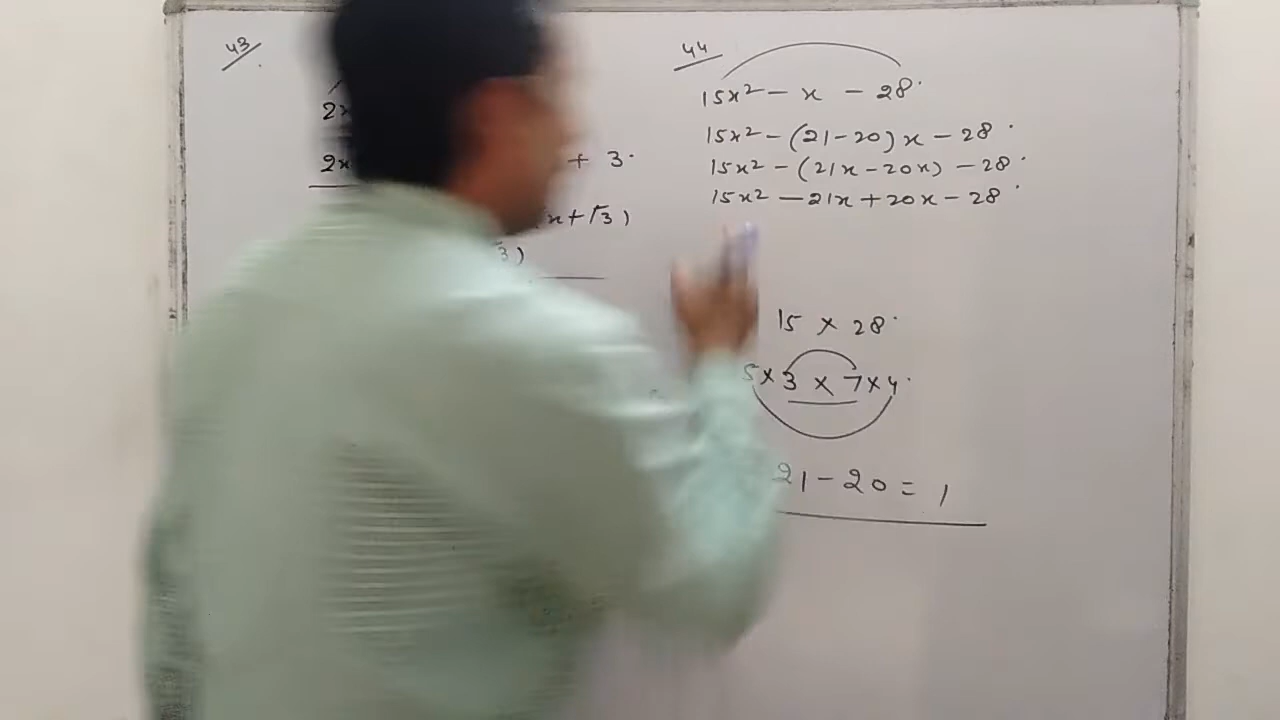 43
2x
2x + 3
x+√3)
√3)
44
15x² - x - 28
15x² - (21-20)x - 28
15x² - (21x-20x) - 28
15x² - 21x + 20x - 28
15 × 28
5×3 × 7×4
21-20 = 1